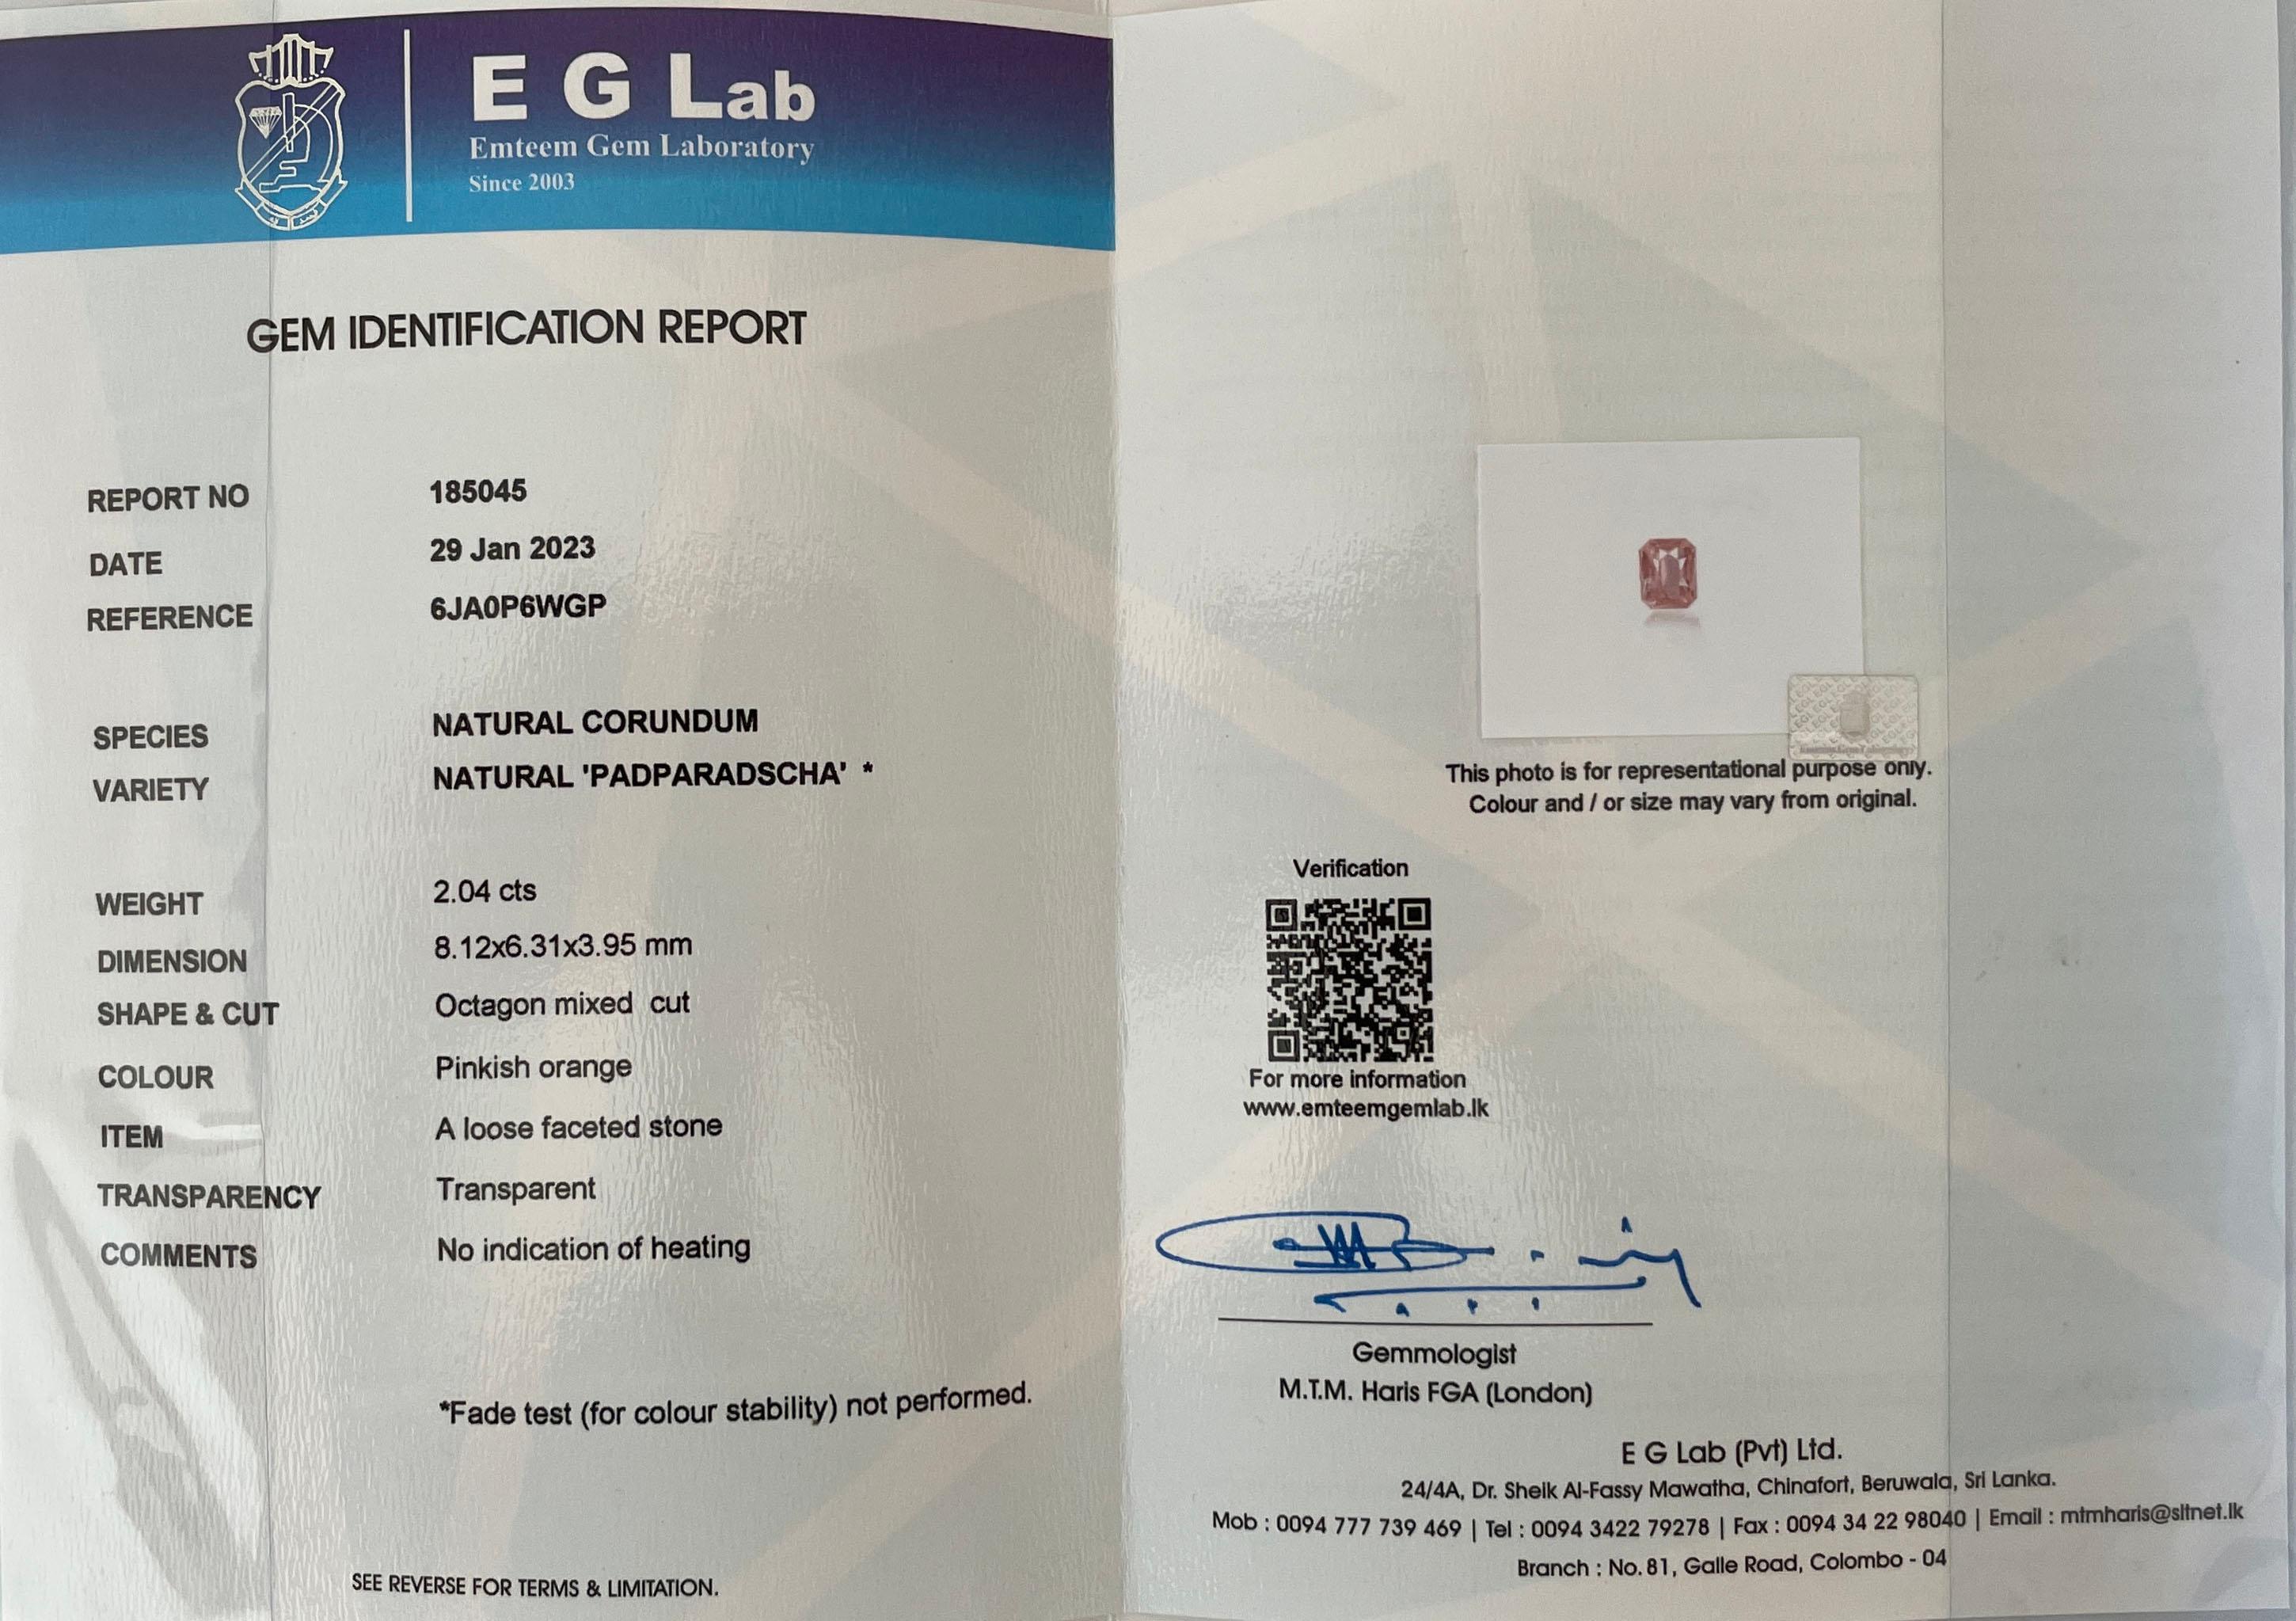 E G Lab
Emteem Gem Laboratory
Since 2003
GEM IDENTIFICATION REPORT
REPORT NO 185045
DATE 29 Jan 2023
REFERENCE 6JA0P6WGP
SPECIES NATURAL CORUNDUM
VARIETY NATURAL 'PADPARADSCHA' *
WEIGHT 2.04 cts
DIMENSION 8.12x6.31x3.95 mm
SHAPE & CUT Octagon mixed cut
COLOUR Pinkish orange
ITEM A loose faceted stone
TRANSPARENCY Transparent
COMMENTS No indication of heating
*Fade test (for colour stability) not performed.
SEE REVERSE FOR TERMS & LIMITATION.
This photo is for representational purpose only.
Colour and / or size may vary from original.
Verification
For more information
www.emteemgemlab.lk
Gemmologist
M.T.M. Haris FGA (London)
E G Lab (Pvt) Ltd.
24/4A, Dr. Sheik Al-Fassy Mawatha, Chinafort, Beruwala, Sri Lanka.
Mob : 0094 777 739 469 | Tel : 0094 3422 79278 | Fax : 0094 34 22 98040 | Email : mtmharis@sltnet.lk
Branch : No. 81, Galle Road, Colombo - 04